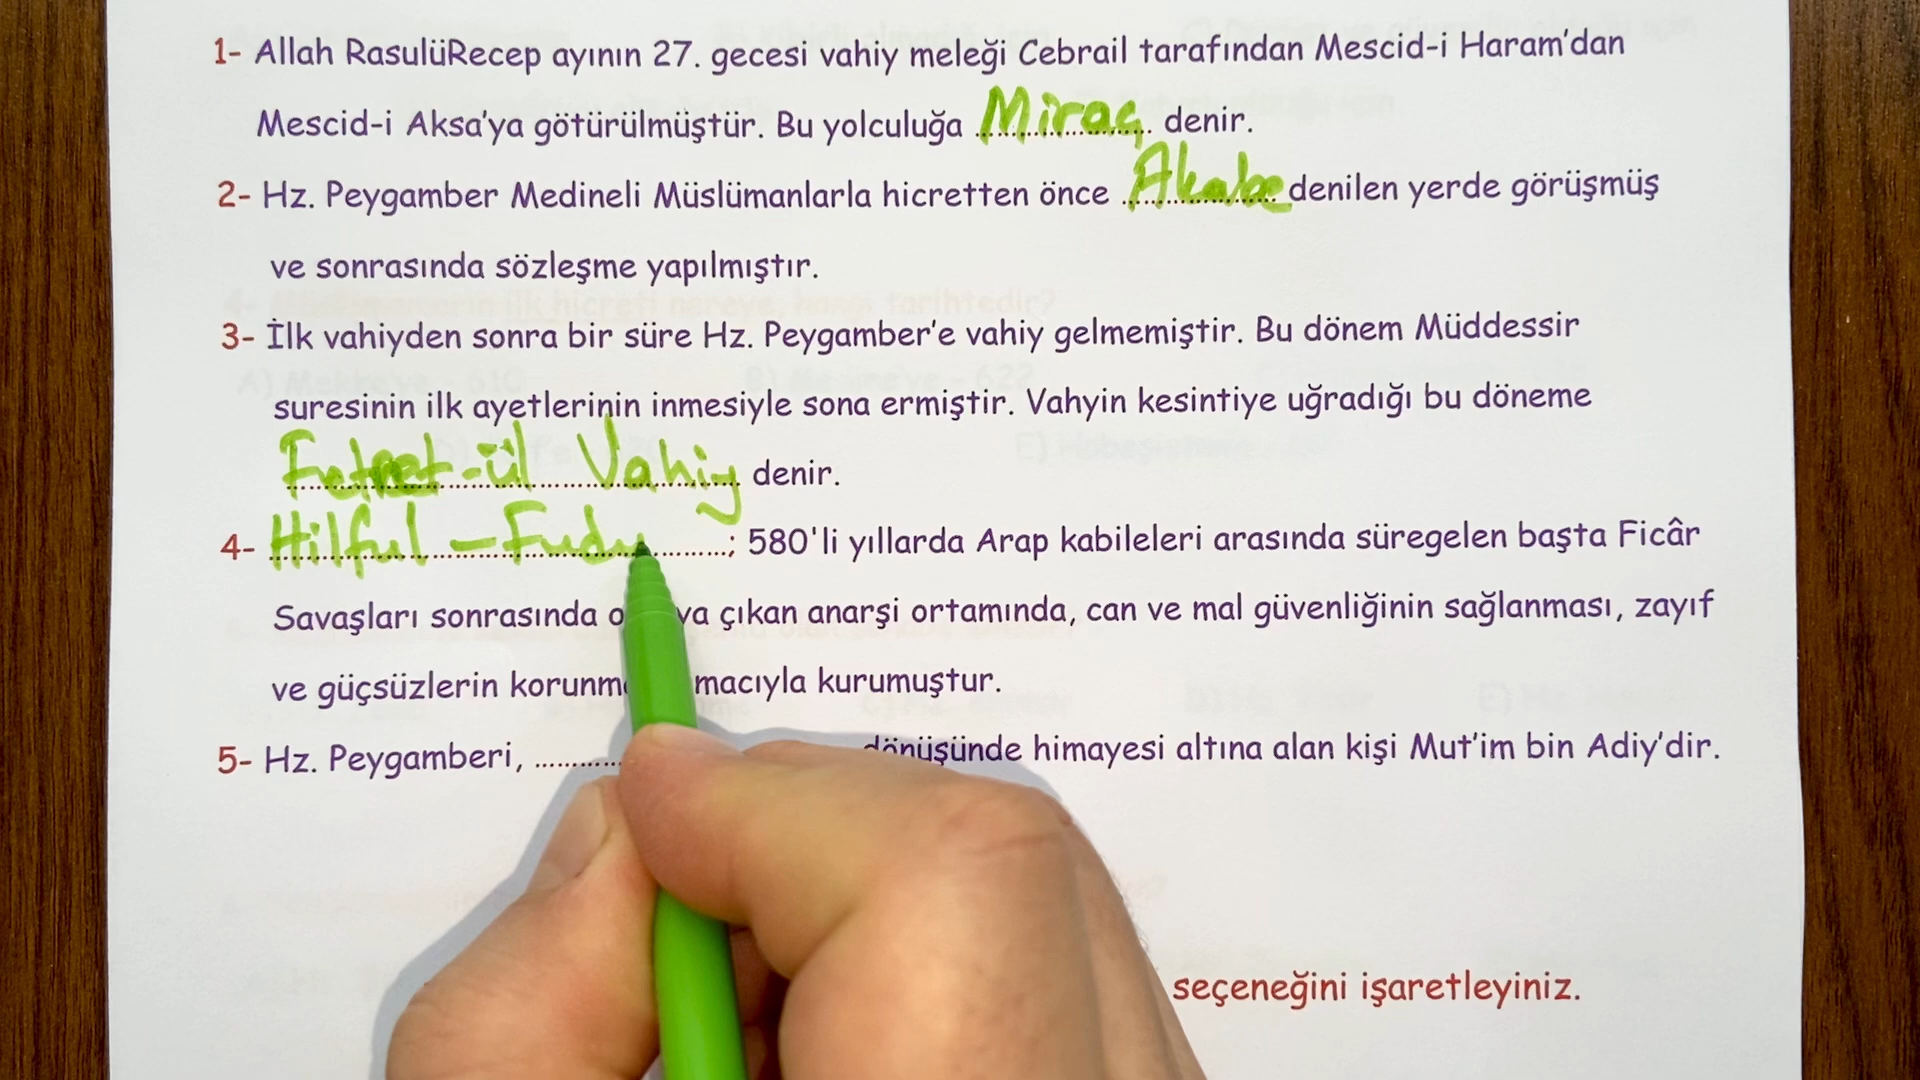 1- Allah RasulüRecep ayının 27. gecesi vahiy meleği Cebrail tarafından Mescid-i Haram'dan
Mescid-i Aksa'ya götürülmüştür. Bu yolculuğa Miraç denir.
2- Hz. Peygamber Medineli Müslümanlarla hicretten önce Akabe denilen yerde görüşmüş
ve sonrasında sözleşme yapılmıştır.
3- İlk vahiyden sonra bir süre Hz. Peygamber'e vahiy gelmemiştir. Bu dönem Müddessir
suresinin ilk ayetlerinin inmesiyle sona ermiştir. Vahyin kesintiye uğradığı bu döneme
Fetret-ül Vahiy denir.
4- Hilful - Fudu ..........; 580'li yıllarda Arap kabileleri arasında süregelen başta Ficâr
Savaşları sonrasında çıkan anarşi ortamında, can ve mal güvenliğinin sağlanması, zayıf
ve güçsüzlerin kurumuştur.
5- Hz. Peygamberi, ............ dönüşünde himayesi altına alan kişi Mut'im bin Adiy'dir.
seçeneğini işaretleyiniz.